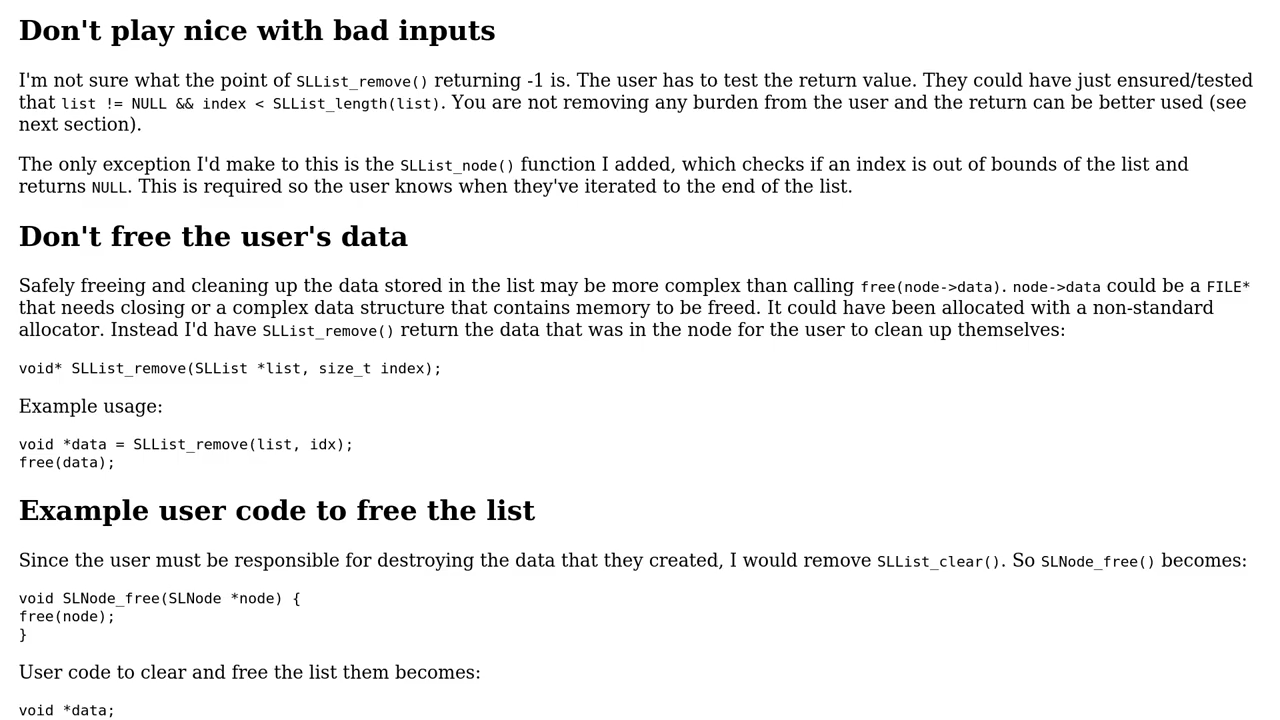 Don't play nice with bad inputs
I'm not sure what the point of SLList_remove() returning -1 is. The user has to test the return value. They could have just ensured/tested
that list != NULL && index < SLList_length(list). You are not removing any burden from the user and the return can be better used (see
next section).
The only exception I'd make to this is the SLList_node() function I added, which checks if an index is out of bounds of the list and
returns NULL. This is required so the user knows when they've iterated to the end of the list.
Don't free the user's data
Safely freeing and cleaning up the data stored in the list may be more complex than calling free(node->data). node->data could be a FILE*
that needs closing or a complex data structure that contains memory to be freed. It could have been allocated with a non-standard
allocator. Instead I'd have SLList_remove() return the data that was in the node for the user to clean up themselves:
void* SLList_remove(SLList *list, size_t index);
Example usage:
void *data = SLList_remove(list, idx);
free(data);
Example user code to free the list
Since the user must be responsible for destroying the data that they created, I would remove SLList_clear(). So SLNode_free() becomes:
void SLNode_free(SLNode *node) {
free(node);
}
User code to clear and free the list them becomes:
void *data;